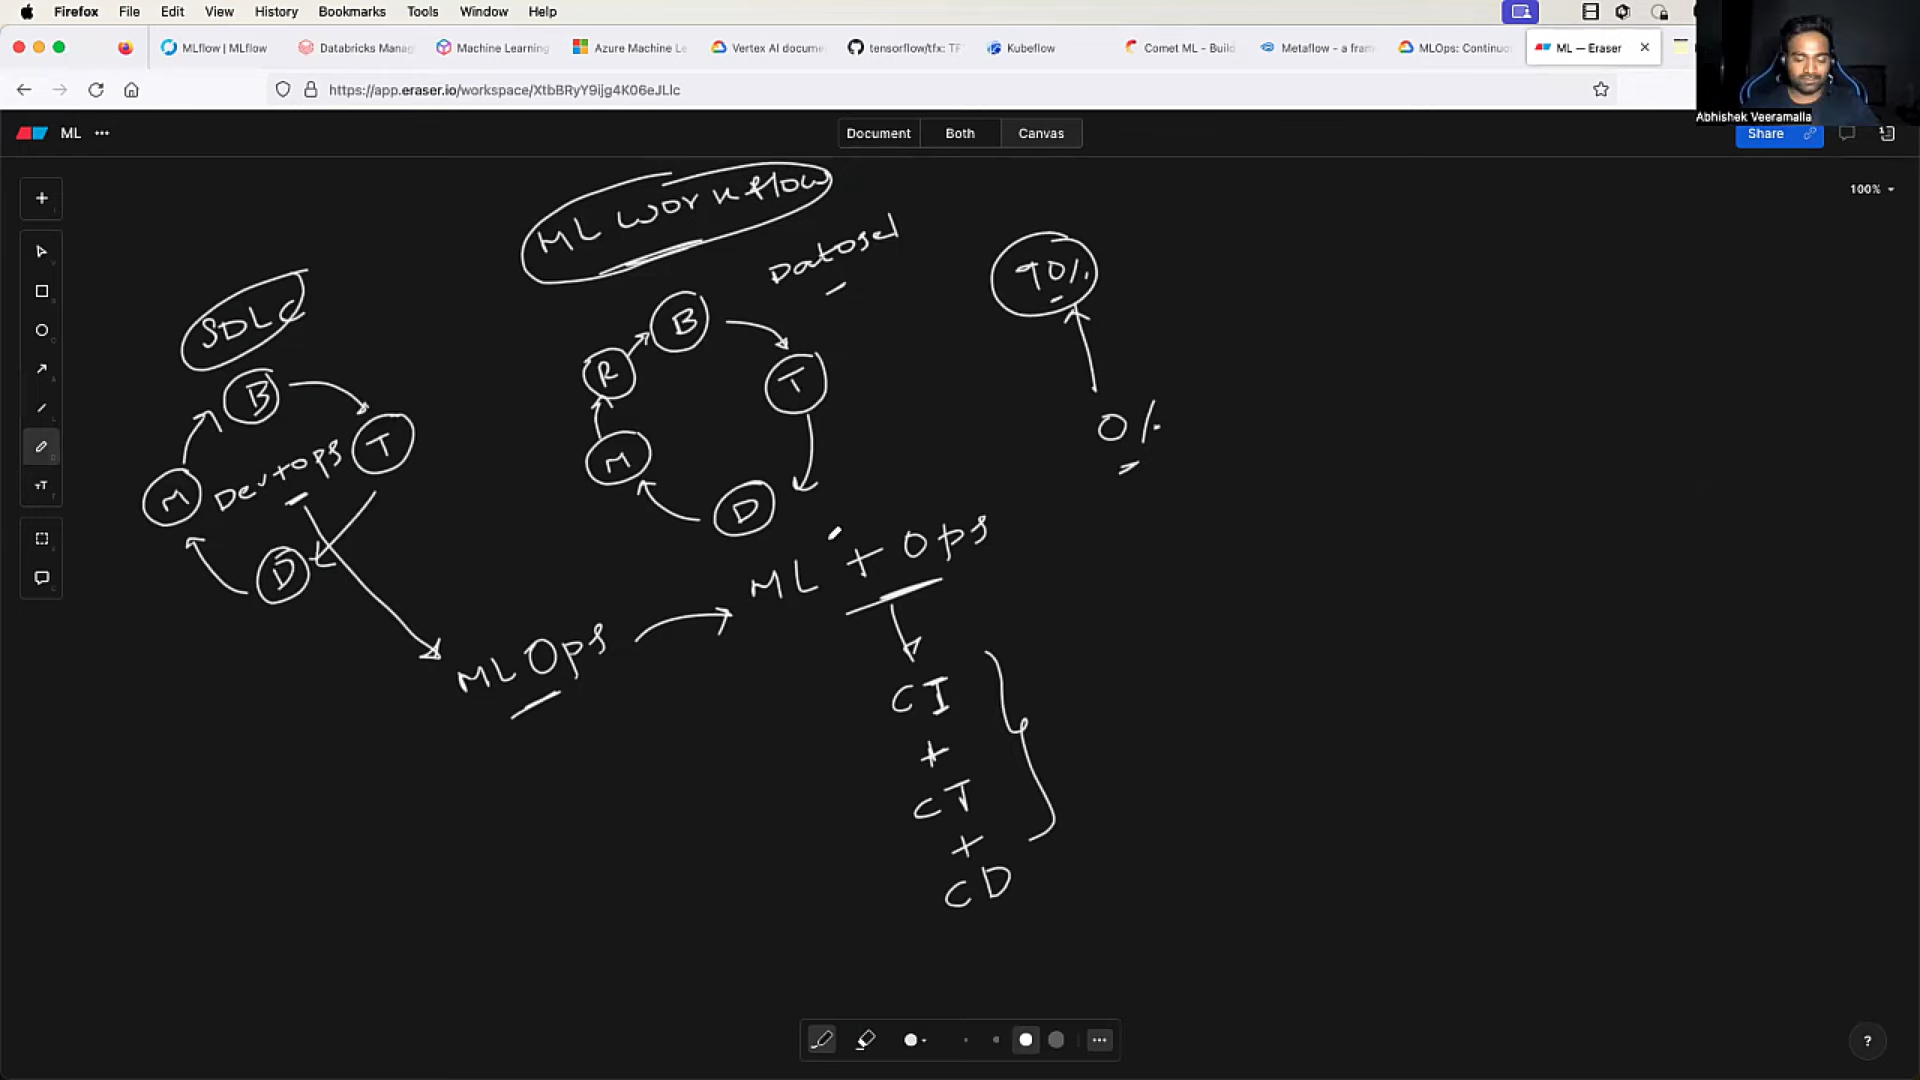 Firefox File Edit View History Bookmarks Tools Window Help
MLflow | MLflow
Databricks Mana
Machine Learning
Azure Machine Le
Vertex AI docume
tensorflow/tfx: TF
Kubeflow
Comet ML - Build
Metaflow - a fram
MLOps: Continuo
ML — Eraser
https://app.eraser.io/workspace/XtbBRyY9ijg4K06eJLlc
Abhishek Veeramalla
ML
Document Both Canvas
Share
100%
ML Workflow
Dataset
90%
0%
SDLC
B
T
D
M
DevOps
B
T
D
M
R
MLOps
ML + Ops
CI
+
CT
+
CD
?